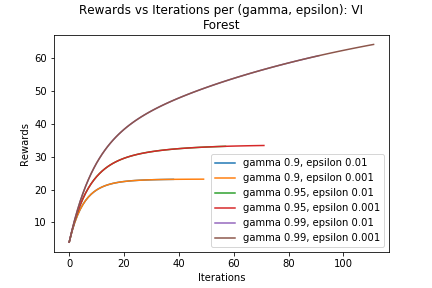 Rewards vs Iterations per (gamma, epsilon): VI
Forest
Rewards
60
50
40
30
20
10
0
20
40
60
80
100
Iterations
gamma 0.9, epsilon 0.01
gamma 0.9, epsilon 0.001
gamma 0.95, epsilon 0.01
gamma 0.95, epsilon 0.001
gamma 0.99, epsilon 0.01
gamma 0.99, epsilon 0.001